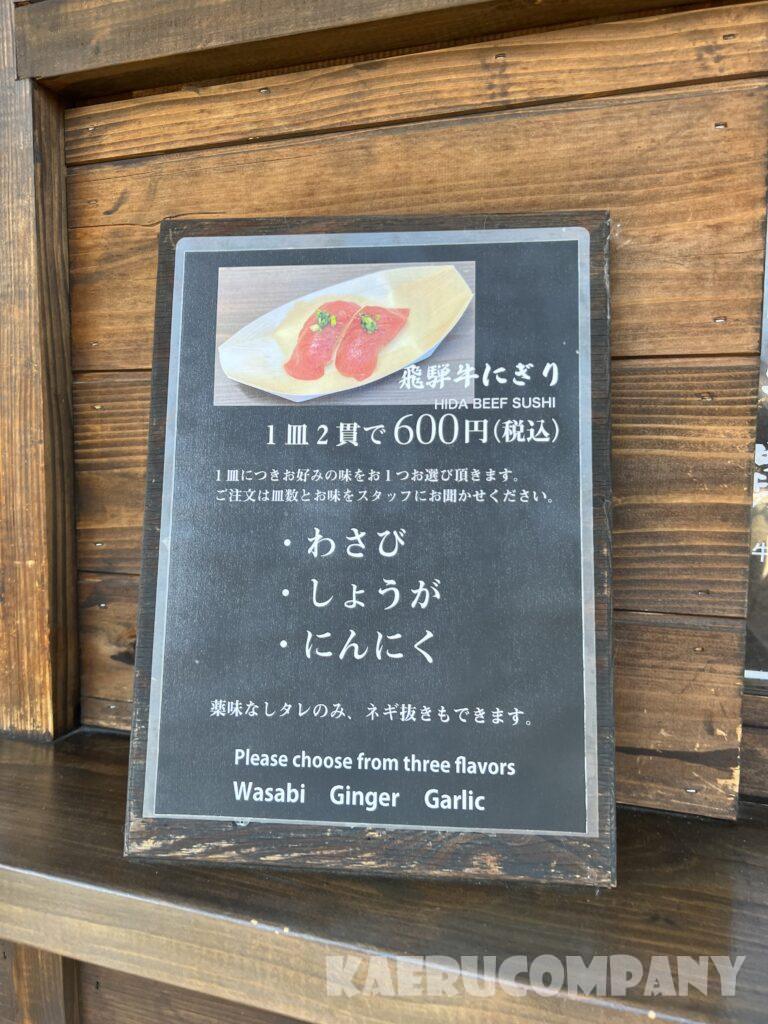 飛騨牛にぎり
HIDA BEEF SUSHI
1皿2貫で600円(税込)
1皿につきお好みの味をお1つお選び頂きます。
ご注文は皿数とお味をスタッフにお聞かせください。
・わさび
・しょうが
・にんにく
薬味なしタレのみ、ネギ抜きもできます。
Please choose from three flavors
Wasabi Ginger Garlic
牛
KAERUCOMPANY